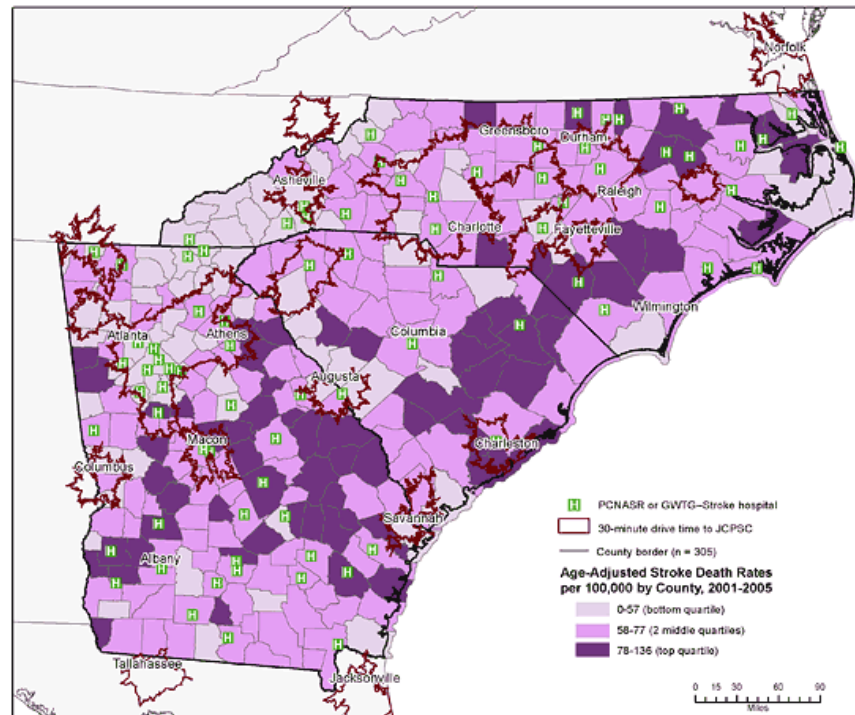 Norfolk
Greensboro
Durham
Asheville
Raleigh
Charlotte
Fayetteville
Wilmington
Atlanta
Athens
Columbia
Augusta
Macon
Charleston
Columbus
Savannah
Albany
Tallahassee
Jacksonville
H PCNASR or GWTG–Stroke hospital
30-minute drive time to JCPSC
County border (n = 305)
Age-Adjusted Stroke Death Rates
per 100,000 by County, 2001-2005
0-57 (bottom quartile)
58-77 (2 middle quartiles)
78-136 (top quartile)
0 15 30 60 90
Miles